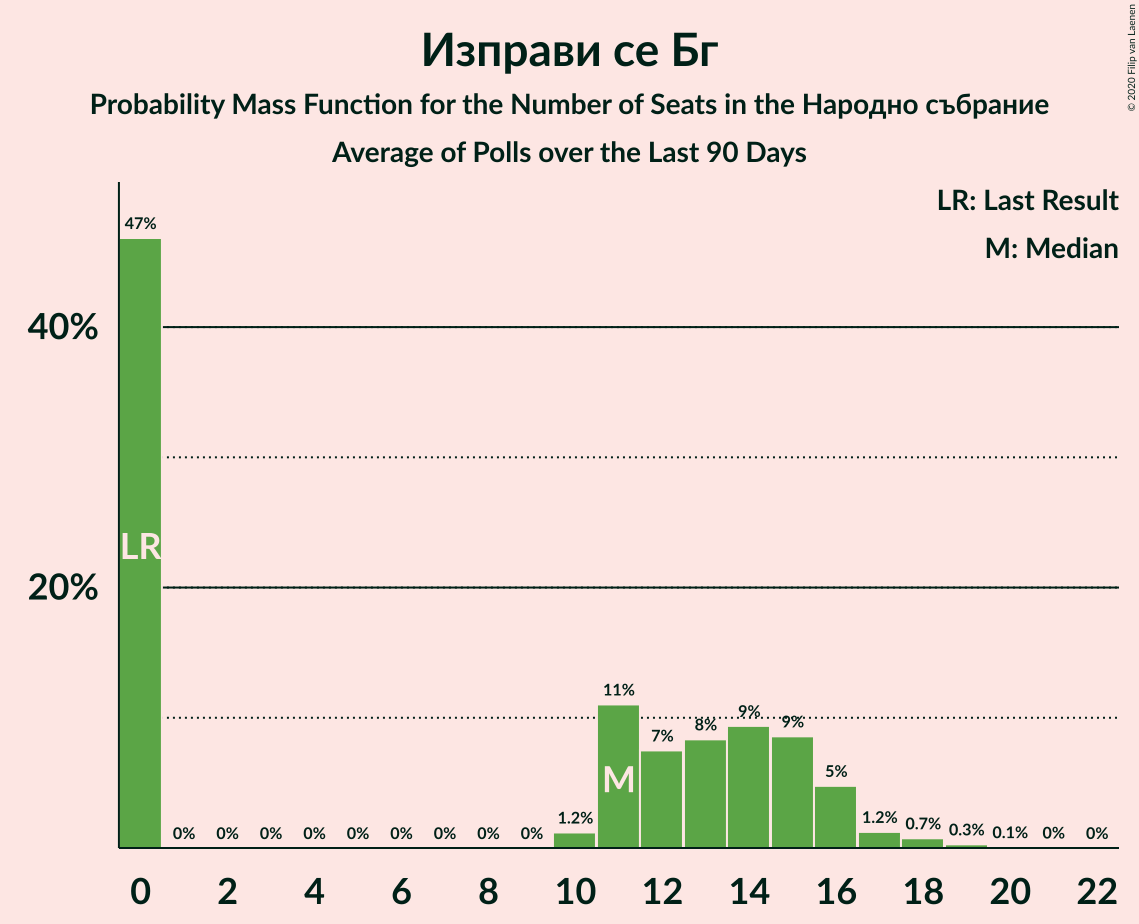 Изправи се Бг
Probability Mass Function for the Number of Seats in the Народно събрание
Average of Polls over the Last 90 Days
© 2020 Filip van Laenen
LR: Last Result
M: Median
47%
40%
LR
20%
11%
9%
9%
8%
7%
M
5%
1.2%
1.2%
0.7%
0.3%
0.1%
0% 0% 0% 0% 0% 0% 0% 0% 0% 0% 0%
0 2 4 6 8 10 12 14 16 18 20 22